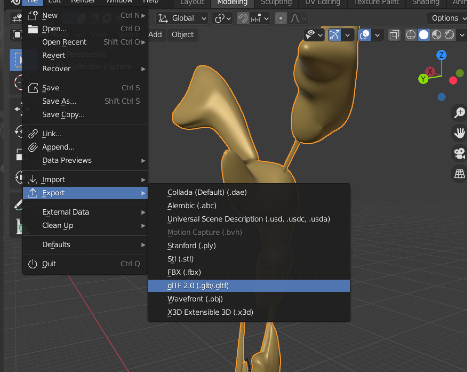 File Edit Render Window Help
Layout Modeling Sculpting UV Editing Texture Paint Shading Anim
Global
Options
Add Object
New Ctrl N
Open... Ctrl O
Open Recent Shift Ctrl O
Revert
Recover
Save Ctrl S
Save As... Shift Ctrl S
Save Copy...
Link...
Append...
Data Previews
Import
Export
External Data
Clean Up
Defaults
Quit Ctrl Q
Collada (Default) (.dae)
Alembic (.abc)
Universal Scene Description (.usd, .usdc, .usda)
Motion Capture (.bvh)
Stanford (.ply)
Stl (.stl)
FBX (.fbx)
glTF 2.0 (.glb/.gltf)
Wavefront (.obj)
X3D Extensible 3D (.x3d)
Z
X
Y